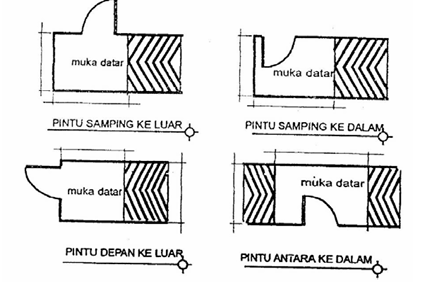 muka datar
PINTU SAMPING KE LUAR
muka datar
PINTU SAMPING KE DALAM
muka datar
PINTU DEPAN KE LUAR
muka datar
PINTU ANTARA KE DALAM